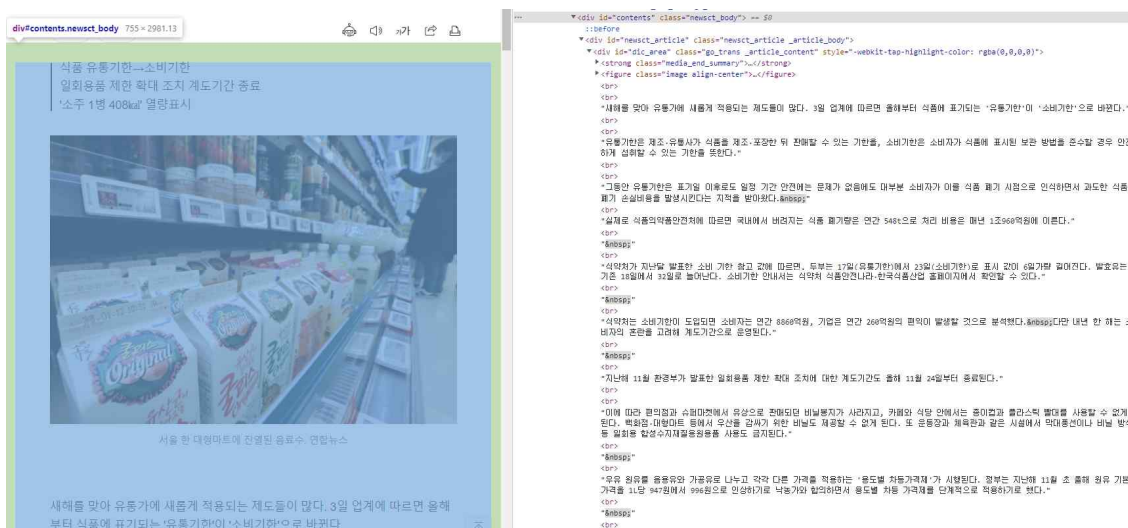 div#contents.newsct_body 755 × 2981.13
가가
식품 유통기한→소비기한
일회용품 제한 확대 조치 계도기간 종료
'소주 1병 408㎉' 열량표시
Original
서울 한 대형마트에 진열된 음료수. 연합뉴스
새해를 맞아 유통가에 새롭게 적용되는 제도들이 많다. 3일 업계에 따르면 올해
부터 식품에 표기되는 '유통기한'이 '소비기한'으로 바뀐다.
<div id="contents" class="newsct_body"> == $0
::before
<div id="newsct_article" class="newsct_article _article_body">
<div id="dic_area" class="go_trans _article_content" style="-webkit-tap-highlight-color: rgba(0,0,0,0)">
<strong class="media_end_summary">…</strong>
<figure class="image align-center">…</figure>
<br>
<br>
"새해를 맞아 유통가에 새롭게 적용되는 제도들이 많다. 3일 업계에 따르면 올해부터 식품에 표기되는 '유통기한'이 '소비기한'으로 바뀐다."
<br>
<br>
"유통기한은 제조·유통사가 식품을 제조·포장한 뒤 판매할 수 있는 기한을, 소비기한은 소비자가 식품에 표시된 보관 방법을 준수할 경우 안전
하게 섭취할 수 있는 기한을 뜻한다."
<br>
<br>
"그동안 유통기한은 표기일 이후로도 일정 기간 안전에는 문제가 없음에도 대부분 소비자가 이를 식품 폐기 시점으로 인식하면서 과도한 식품
폐기 손실비용을 발생시킨다는 지적을 받아왔다.&nbsp;"
<br>
"실제로 식품의약품안전처에 따르면 국내에서 버려지는 식품 폐기량은 연간 548t으로 처리 비용은 매년 1조960억원에 이른다."
<br>
"&nbsp;"
<br>
"식약처가 지난달 발표한 소비 기한 참고 값에 따르면, 두부는 17일(유통기한)에서 23일(소비기한)로 표시 값이 6일가량 길어진다. 발효유는
기존 18일에서 32일로 늘어난다. 소비기한 안내서는 식약처 식품안전나라·한국식품산업 홈페이지에서 확인할 수 있다."
<br>
"&nbsp;"
<br>
"식약처는 소비기한이 도입되면 소비자는 연간 8860억원, 기업은 연간 260억원의 편익이 발생할 것으로 분석했다.&nbsp;다만 내년 한 해는 소
비자의 혼란을 고려해 계도기간으로 운영된다."
<br>
"&nbsp;"
<br>
"지난해 11월 환경부가 발표한 일회용품 제한 확대 조치에 대한 계도기간도 올해 11월 24일부터 종료된다."
<br>
<br>
"이에 따라 편의점과 슈퍼마켓에서 유상으로 판매되던 비닐봉지가 사라지고, 카페와 식당 안에서는 종이컵과 플라스틱 빨대를 사용할 수 없게
된다. 백화점·대형마트 등에서 우산을 감싸기 위한 비닐도 제공할 수 없게 된다. 또 운동장과 체육관과 같은 시설에서 막대풍선이나 비닐 방석
등 일회용 합성수지재질응원용품 사용도 금지된다."
<br>
"&nbsp;"
<br>
"우유 원유를 음용유와 가공유로 나누고 각각 다른 가격을 적용하는 '용도별 차등가격제'가 시행된다. 정부는 지난해 11월 초 올해 원유 기본
가격을 1L당 947원에서 996원으로 인상하기로 낙농가와 합의하면서 용도별 차등 가격제를 단계적으로 적용하기로 했다."
<br>
"&nbsp;"
<br>